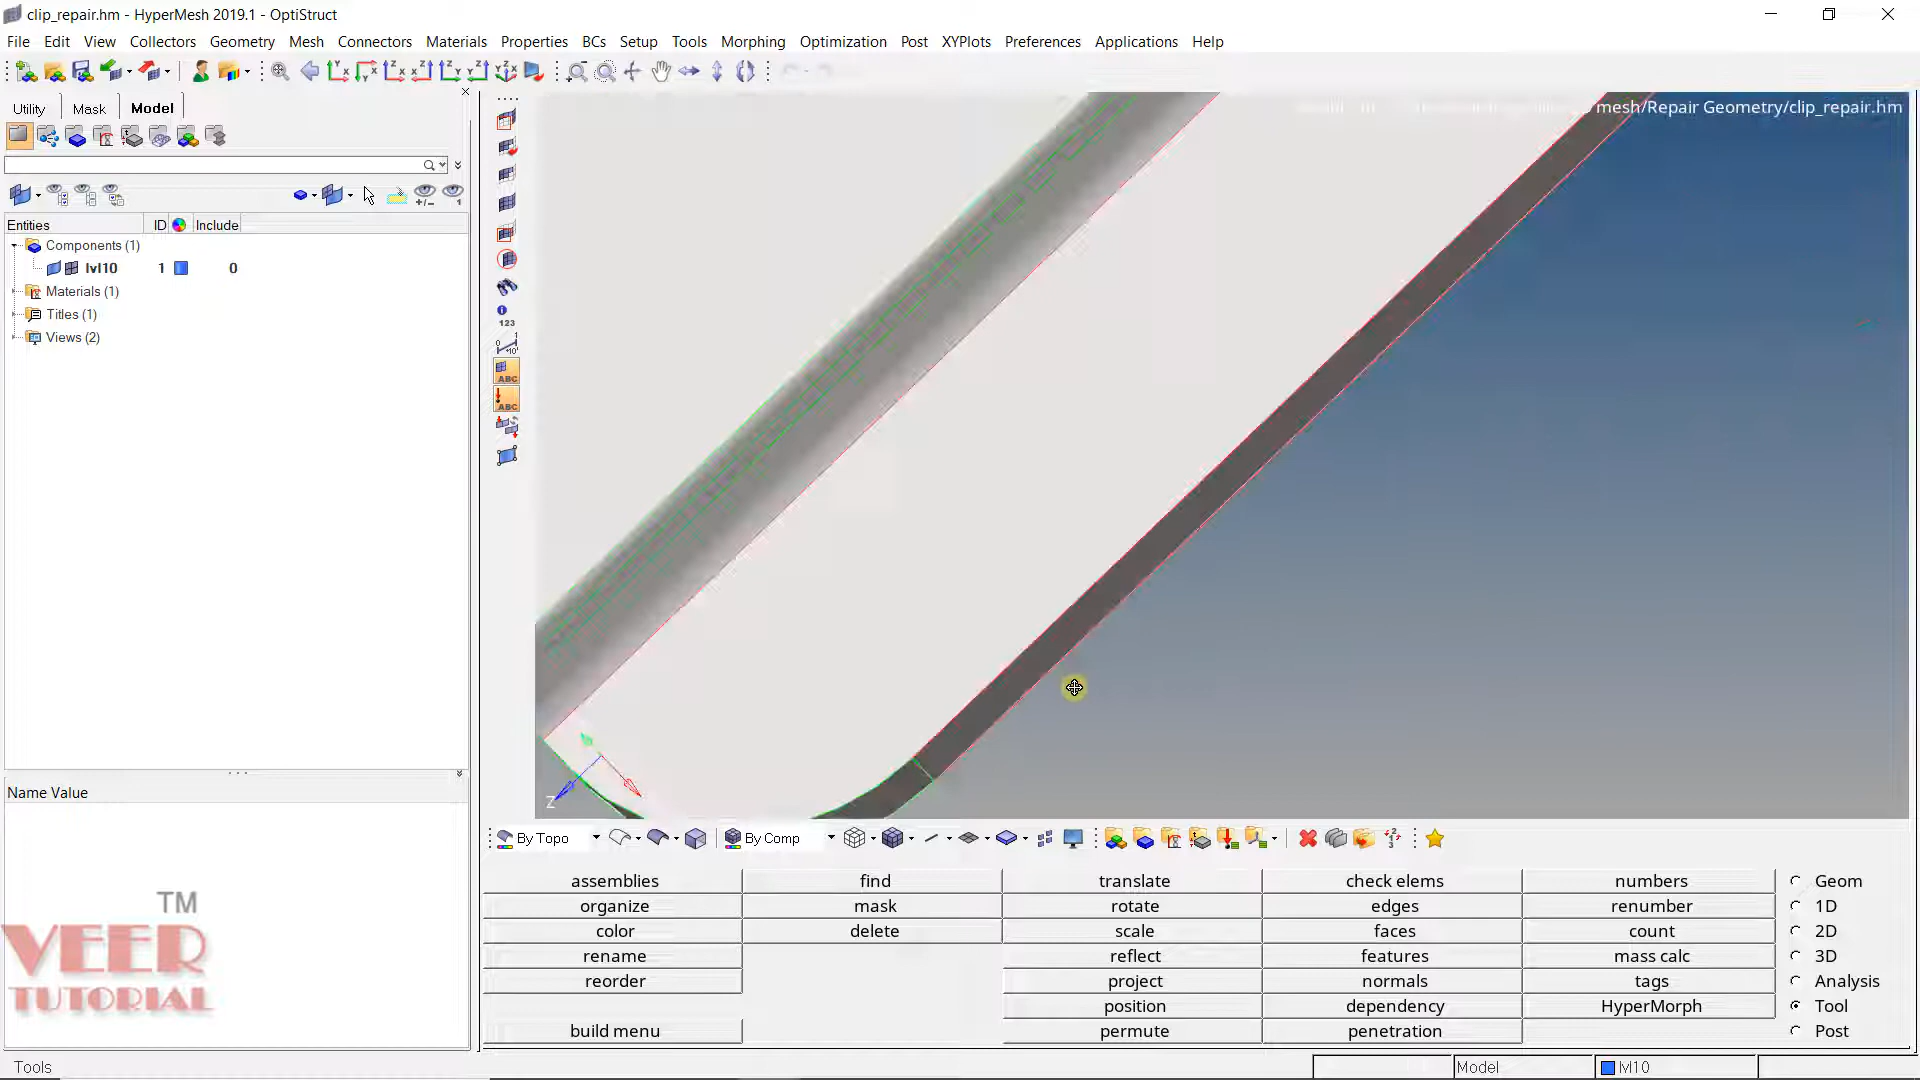 clip_repair.hm - HyperMesh 2019.1 - OptiStruct
File Edit View Collectors Geometry Mesh Connectors Materials Properties BCs Setup Tools Morphing Optimization Post XYPlots Preferences Applications Help
Utility Mask Model
mesh/Repair Geometry/clip_repair.hm
Entities ID Include
Components (1)
lvl10 1 0
Materials (1)
Titles (1)
Views (2)
123
ABC
ABC
Z
Name Value
By Topo By Comp
assemblies find translate check elems numbers Geom
organize mask rotate edges renumber 1D
color delete scale faces count 2D
rename reflect features mass calc 3D
reorder project normals tags Analysis
position dependency HyperMorph Tool
build menu permute penetration Post
TM
VEER
TUTORIAL
Tools Model lvl10